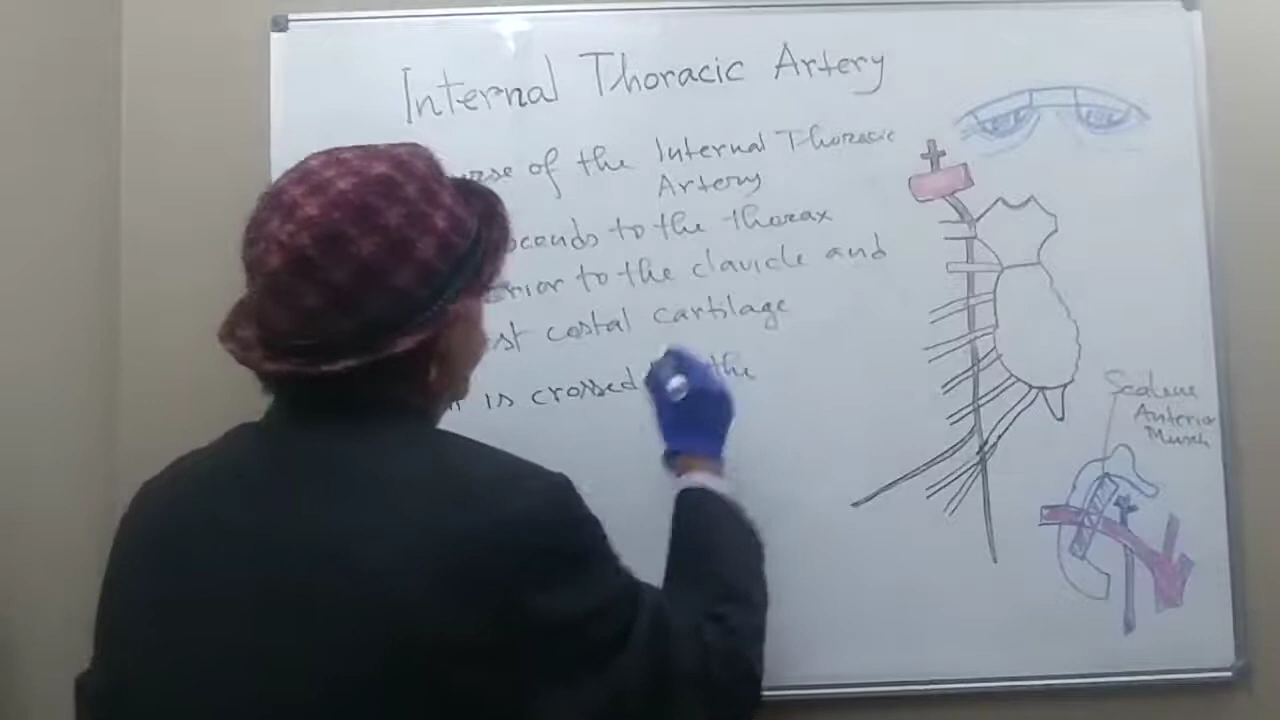 Internal Thoracic Artery
of the Internal Thoracic
Artery
to the thorax
to the clavicle and
costal cartilage
is crossed the
Scalene
Anterior
Muscle